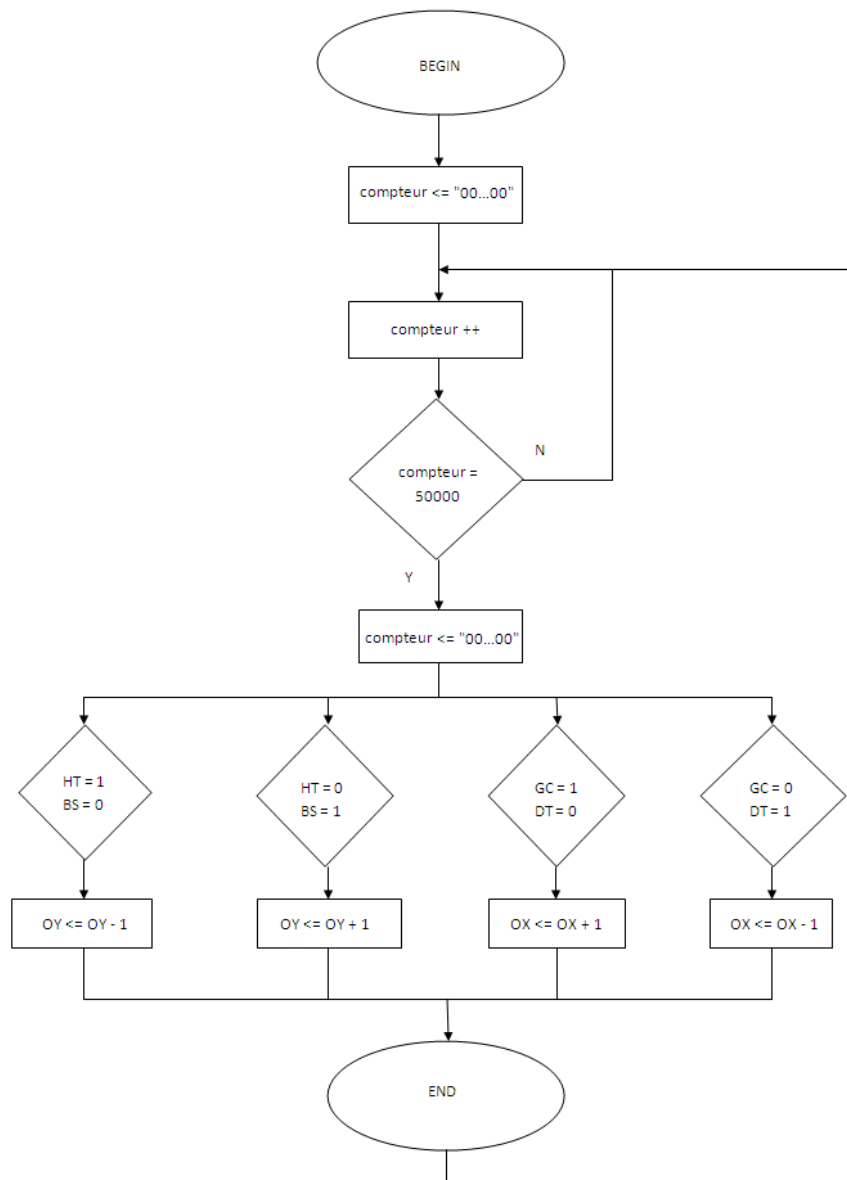 BEGIN
compteur <= "00...00"
compteur ++
compteur =
50000
N
Y
compteur <= "00...00"
HT = 1
BS = 0
HT = 0
BS = 1
GC = 1
DT = 0
GC = 0
DT = 1
OY <= OY - 1
OY <= OY + 1
OX <= OX + 1
OX <= OX - 1
END